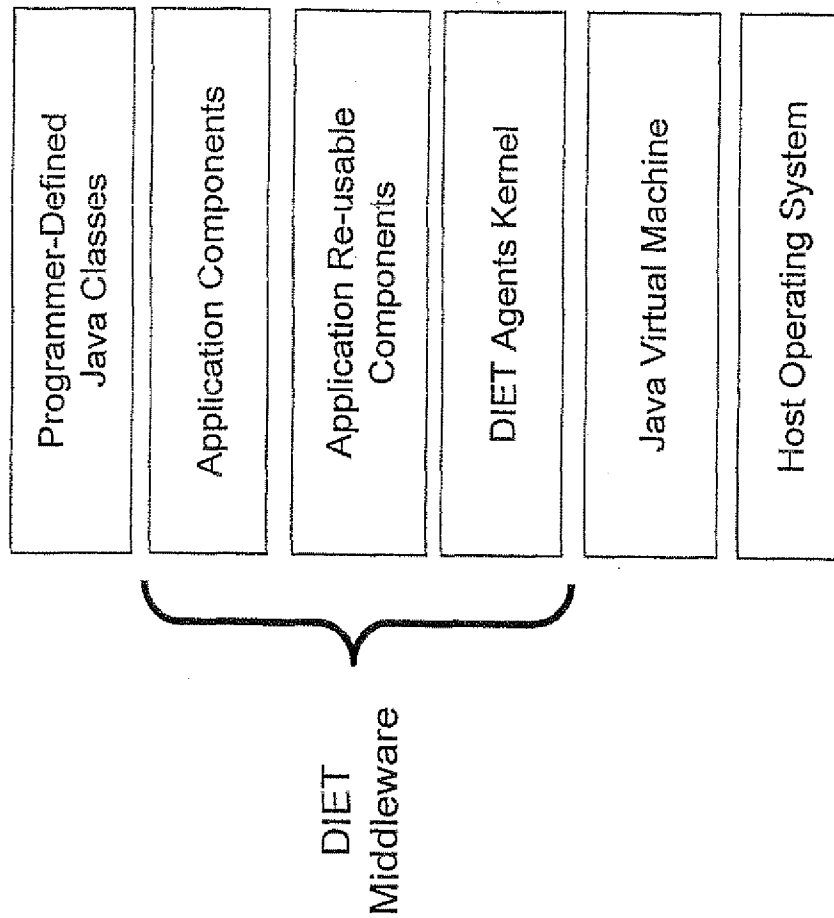 Programmer-Defined
Java Classes
Application Components
Application Re-usable
Components
DIET Agents Kernel
Java Virtual Machine
Host Operating System
DIET
Middleware